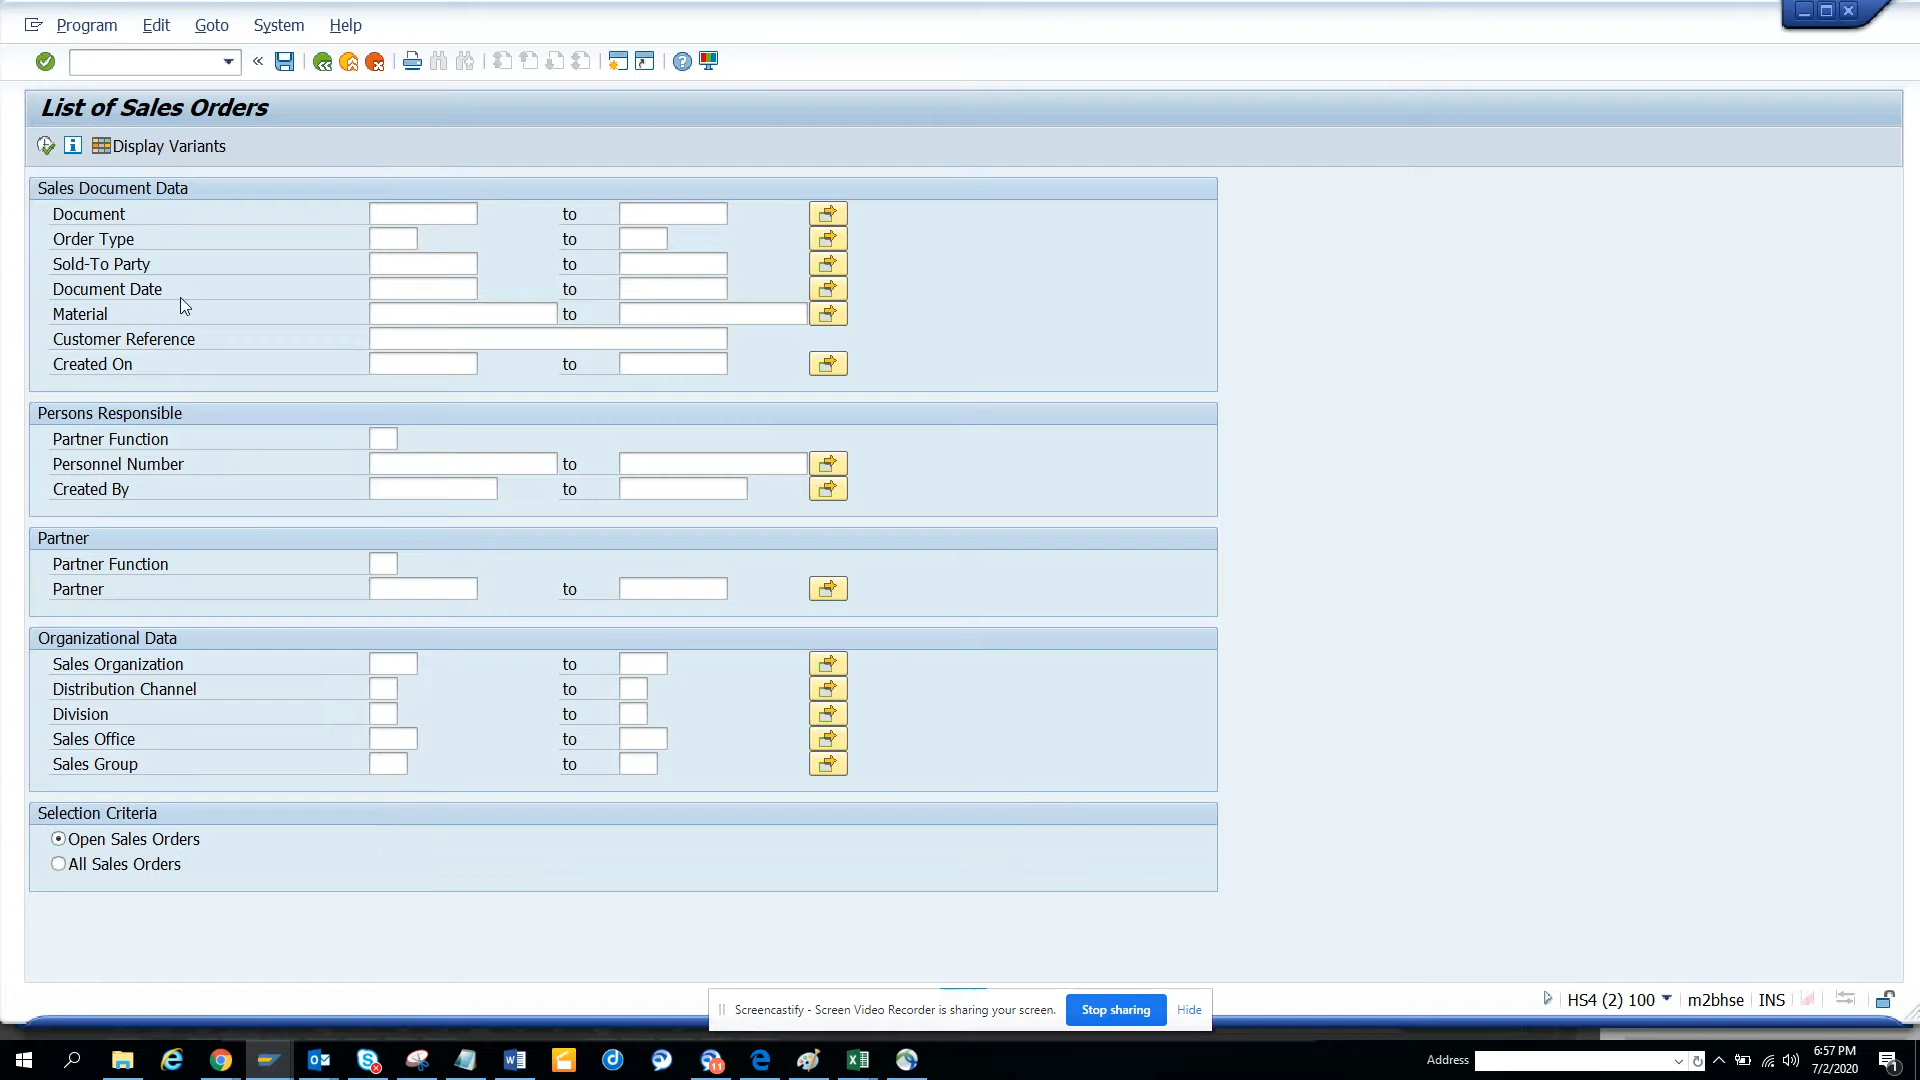 Program Edit Goto System Help
List of Sales Orders
Display Variants
Sales Document Data
Document to
Order Type to
Sold-To Party to
Document Date to
Material to
Customer Reference
Created On to
Persons Responsible
Partner Function
Personnel Number to
Created By to
Partner
Partner Function
Partner to
Organizational Data
Sales Organization to
Distribution Channel to
Division to
Sales Office to
Sales Group to
Selection Criteria
Open Sales Orders
All Sales Orders
HS4 (2) 100 m2bhse INS
Screencastify - Screen Video Recorder is sharing your screen. Stop sharing Hide
Address
6:57 PM
7/2/2020
11
1